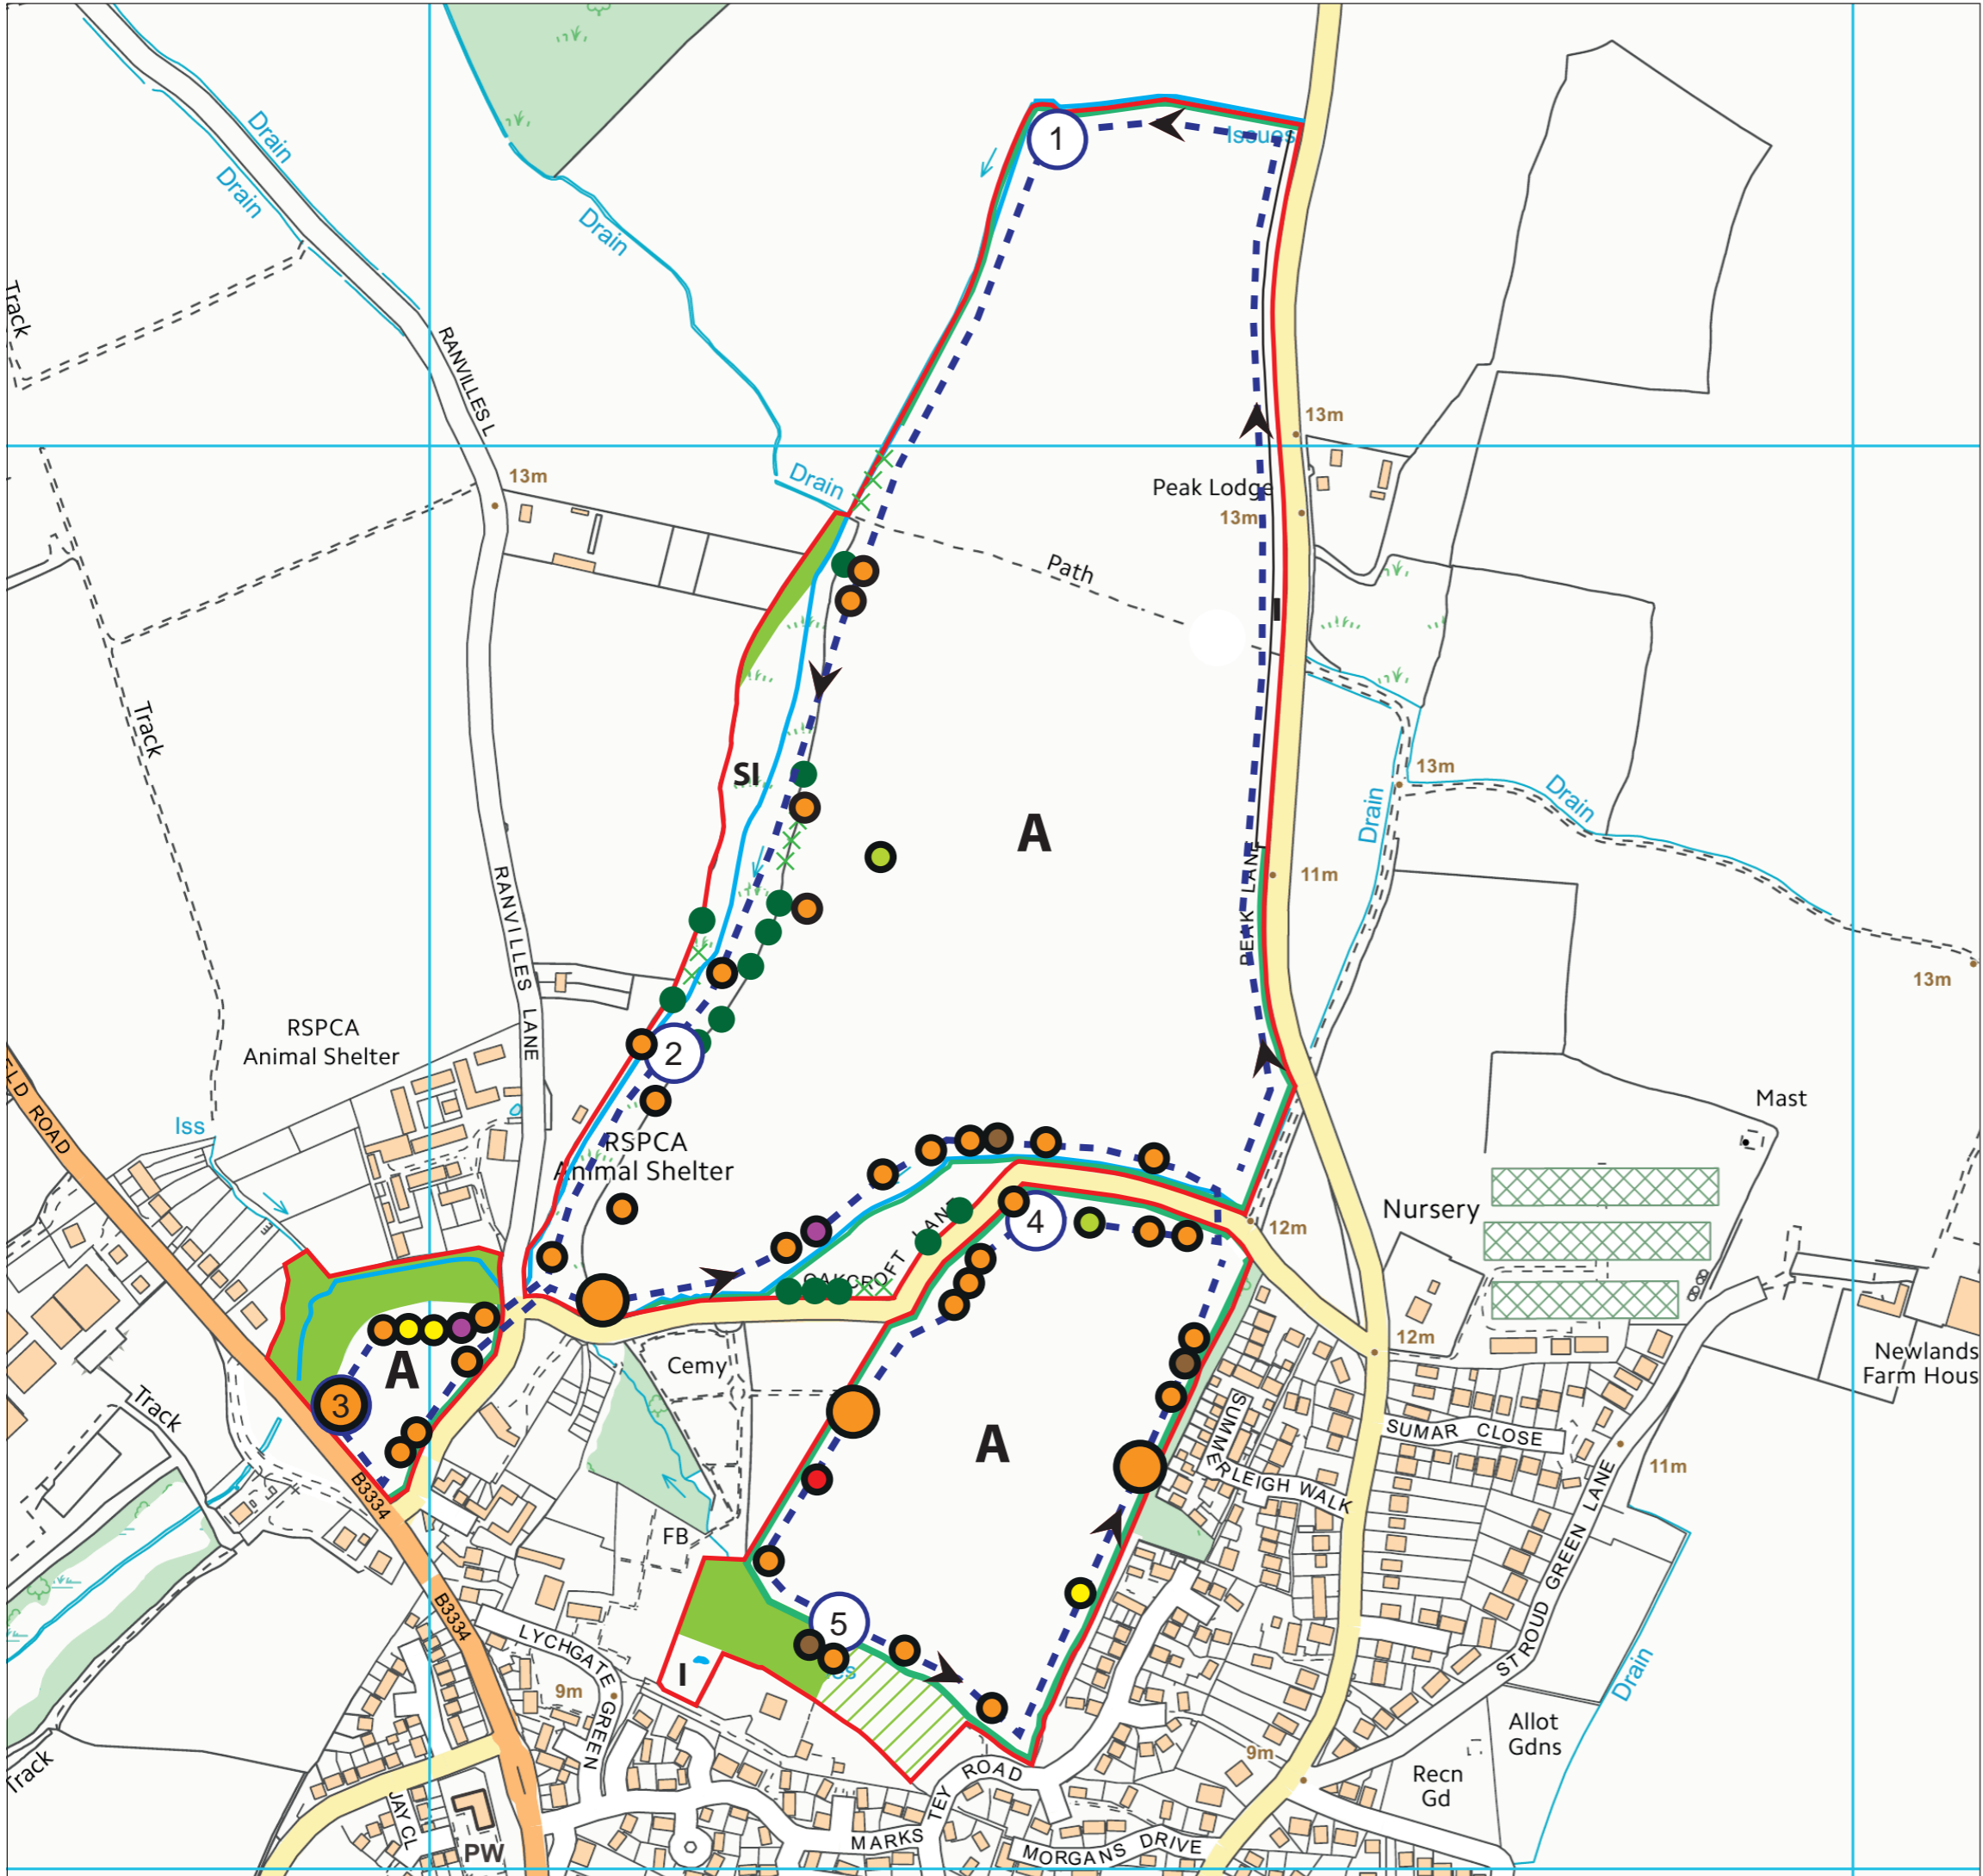 Drain
Drain
Drain
Issues
1
Track
RANVILLES L
13m
13m
Drain
Peak Lodge
13m
Path
Track
SI
A
13m
Drain
Drain
11m
PEAK LANE
13m
RANVILLES LANE
RSPCA
Animal Shelter
2
ELD ROAD
Iss
Mast
RSPCA
Animal Shelter
Nursery
4
12m
OAKCROFT LAN
12m
Cemy
Newlands
Farm Hous
A
3
Track
A
SUMAR CLOSE
SUMMERLEIGH WALK
11m
B3334
FB
STROUD GREEN LANE
B3334
5
LYCHGATE GREEN
I
9m
Drain
Allot
Gdns
9m
Track
TEY ROAD
Recn
Gd
JAY CL
PW
MARKS
MORGANS DRIVE